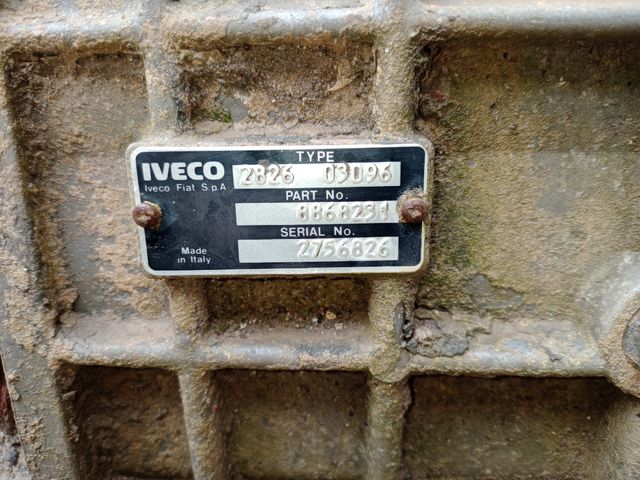 TYPE
IVECO 2826 03096
Iveco Fiat S.p.A
PART No.
8868231
SERIAL No.
2756826
Made
in Italy